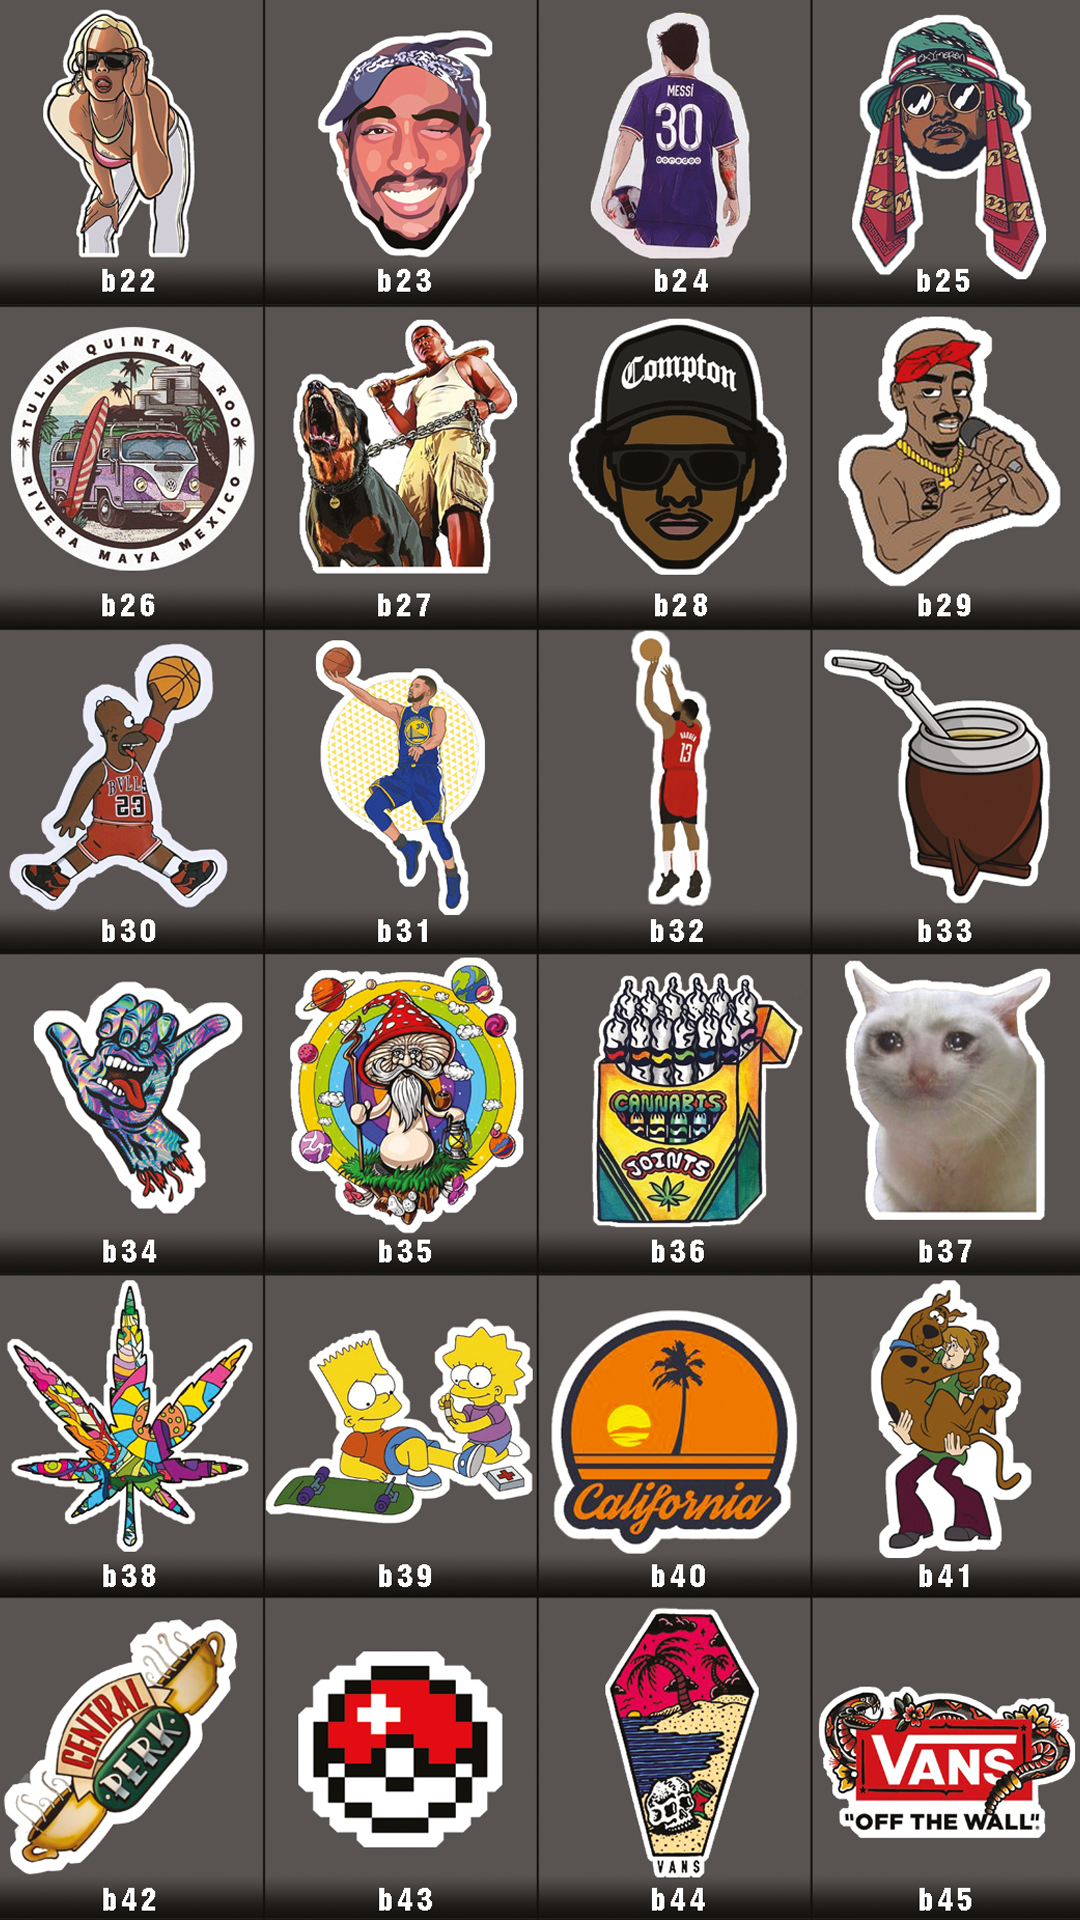 MESSI
30
ooredoo
b22
b23
b24
b25
TULUM QUINTANA ROO
RIVERA MAYA MEXICO
Compton
b26
b27
b28
b29
BULLS
23
30
13
b30
b31
b32
b33
CANNABIS
JOINTS
b34
b35
b36
b37
California
b38
b39
b40
b41
CENTRAL
PERK
VANS
VANS
"OFF THE WALL"
b42
b43
b44
b45